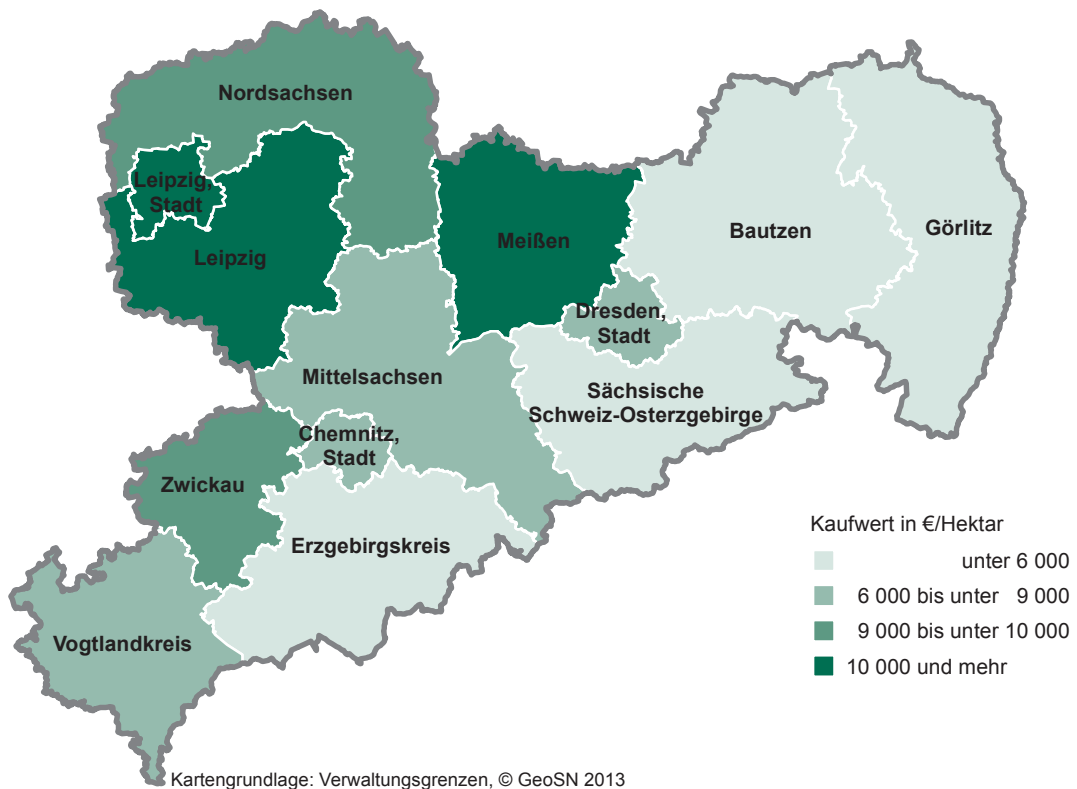 Nordsachsen
Leipzig,
Stadt
Leipzig
Meißen
Bautzen
Görlitz
Dresden,
Stadt
Mittelsachsen
Sächsische
Schweiz-Osterzgebirge
Chemnitz,
Stadt
Zwickau
Erzgebirgskreis
Vogtlandkreis
Kaufwert in €/Hektar
unter 6 000
6 000 bis unter 9 000
9 000 bis unter 10 000
10 000 und mehr
Kartengrundlage: Verwaltungsgrenzen, © GeoSN 2013